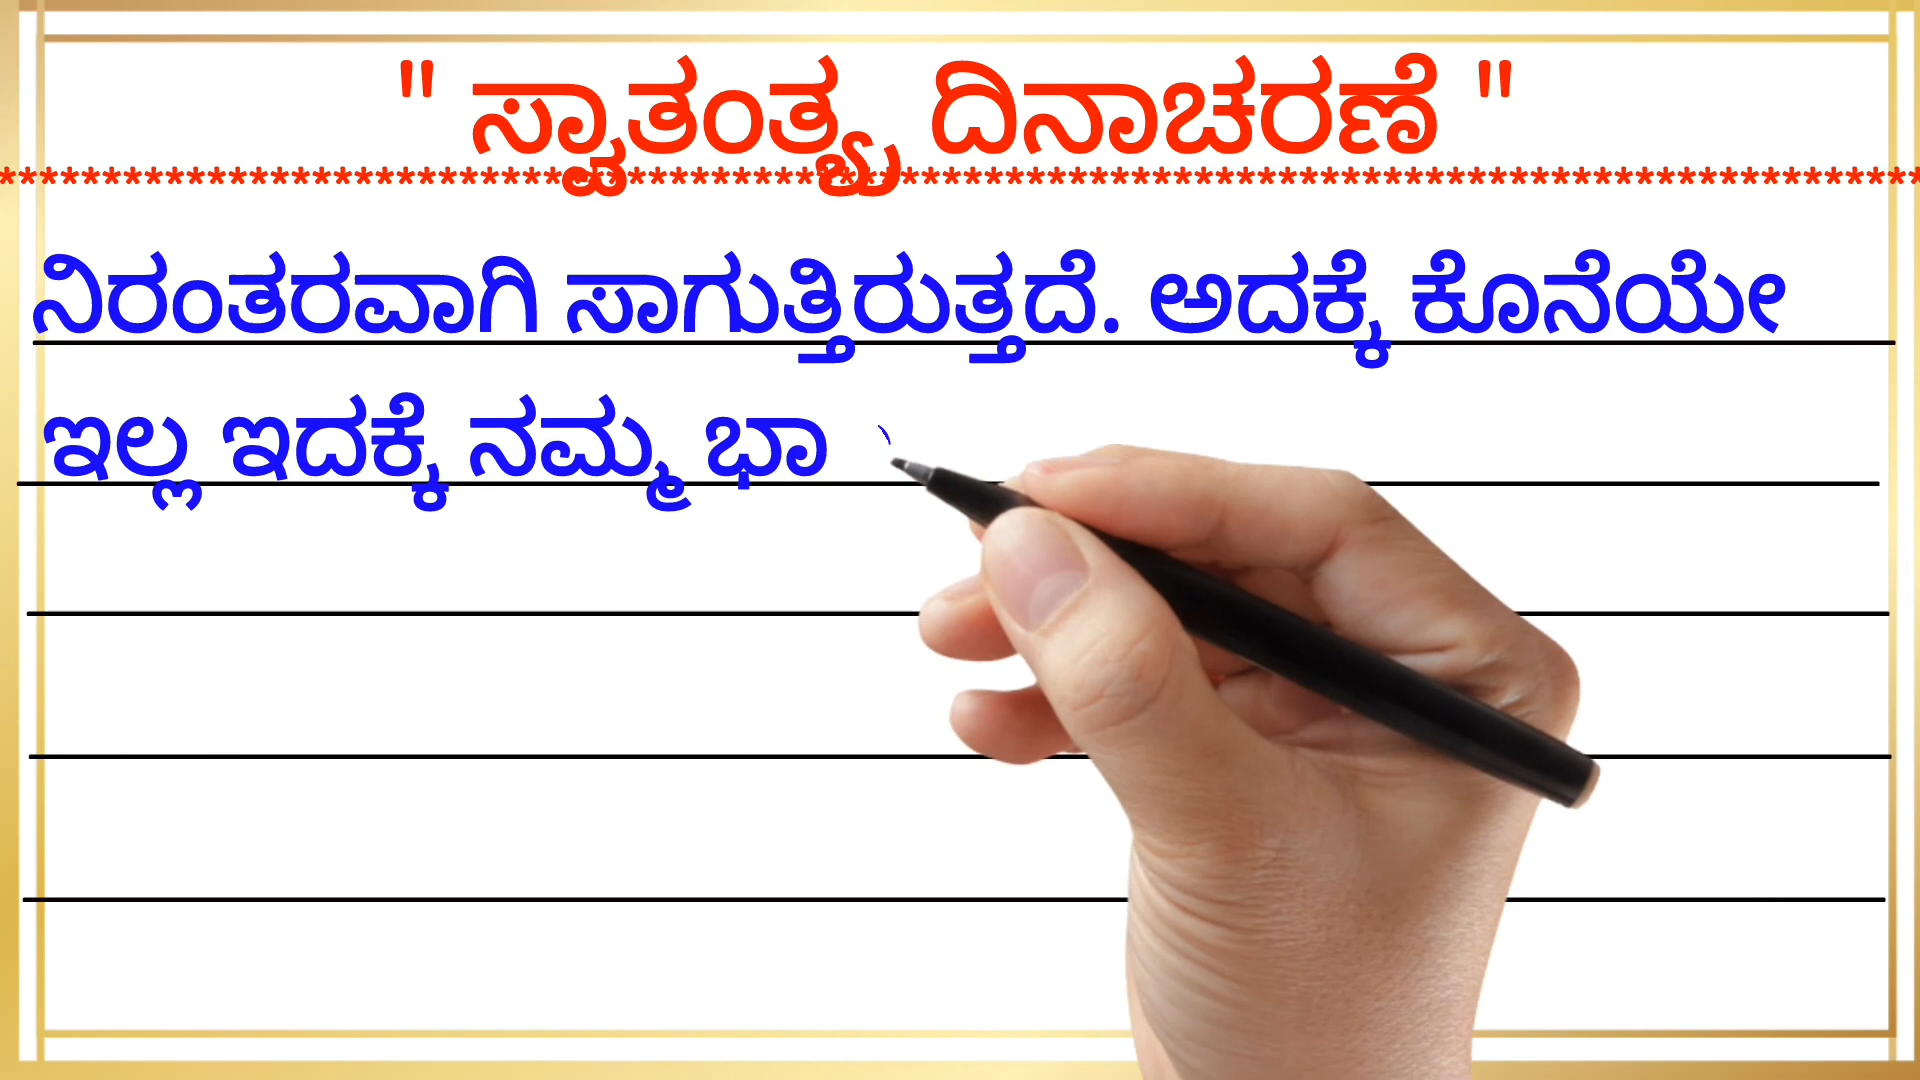 " ಸ್ವಾತಂತ್ರ್ಯ ದಿನಾಚರಣೆ "
*****************************************************************************************
ನಿರಂತರವಾಗಿ ಸಾಗುತ್ತಿರುತ್ತದೆ. ಅದಕ್ಕೆ ಕೊನೆಯೇ
ಇಲ್ಲ ಇದಕ್ಕೆ ನಮ್ಮ ಭಾ